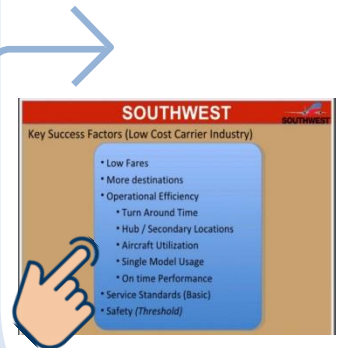 SOUTHWEST
SOUTHWEST
Key Success Factors (Low Cost Carrier Industry)
• Low Fares
• More destinations
• Operational Efficiency
• Turn Around Time
• Hub / Secondary Locations
• Aircraft Utilization
• Single Model Usage
• On time Performance
• Service Standards (Basic)
• Safety (Threshold)